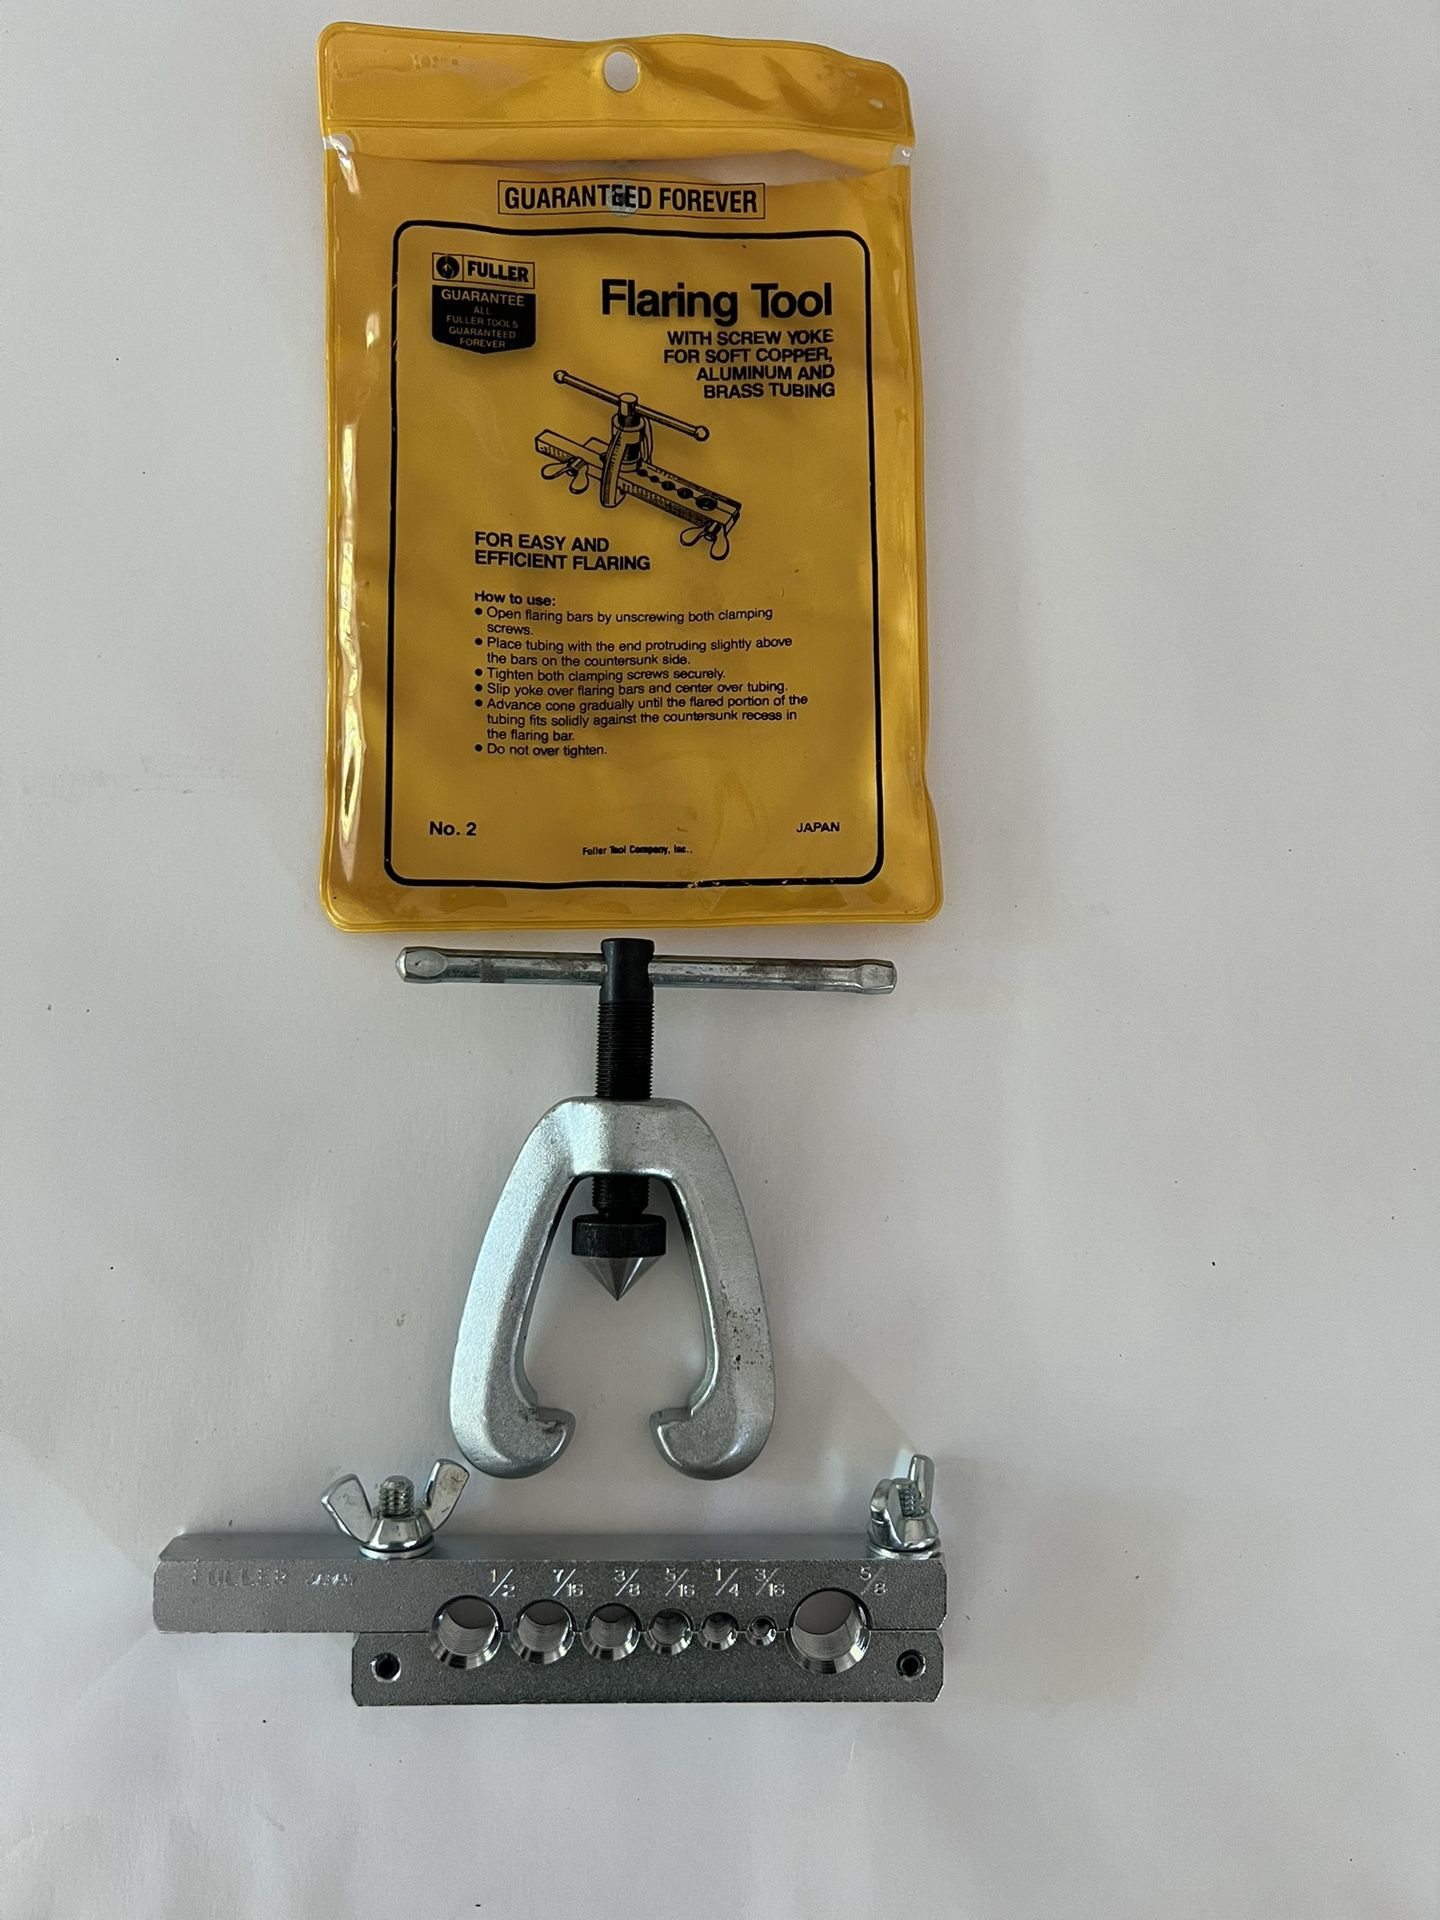 GUARANTEED FOREVER
FULLER
GUARANTEE
ALL
FULLER TOOLS
GUARANTEED
FOREVER
Flaring Tool
WITH SCREW YOKE
FOR SOFT COPPER,
ALUMINUM AND
BRASS TUBING
FOR EASY AND
EFFICIENT FLARING
How to use:
• Open flaring bars by unscrewing both clamping
screws.
• Place tubing with the end protruding slightly above
the bars on the countersunk side.
• Tighten both clamping screws securely.
• Slip yoke over flaring bars and center over tubing.
• Advance cone gradually until the flared portion of the
tubing fits solidly against the countersunk recess in
the flaring bar.
• Do not over tighten.
No. 2
JAPAN
Fuller Tool Company, Inc..
FULLER JAPAN
1/2 7/16 3/8 5/16 1/4 3/16 5/8